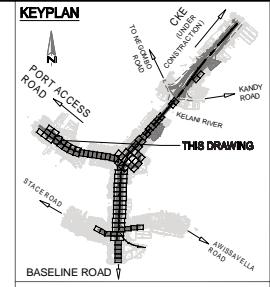 KEYPLAN
CKE
(UNDER
CONSTRACTION)
TO NEGOMBO
ROAD
N
PORT ACCESS
ROAD
KANDY
ROAD
KELANI RIVER
THIS DRAWING
STACE ROAD
AWISSAVELLA
ROAD
BASELINE ROAD